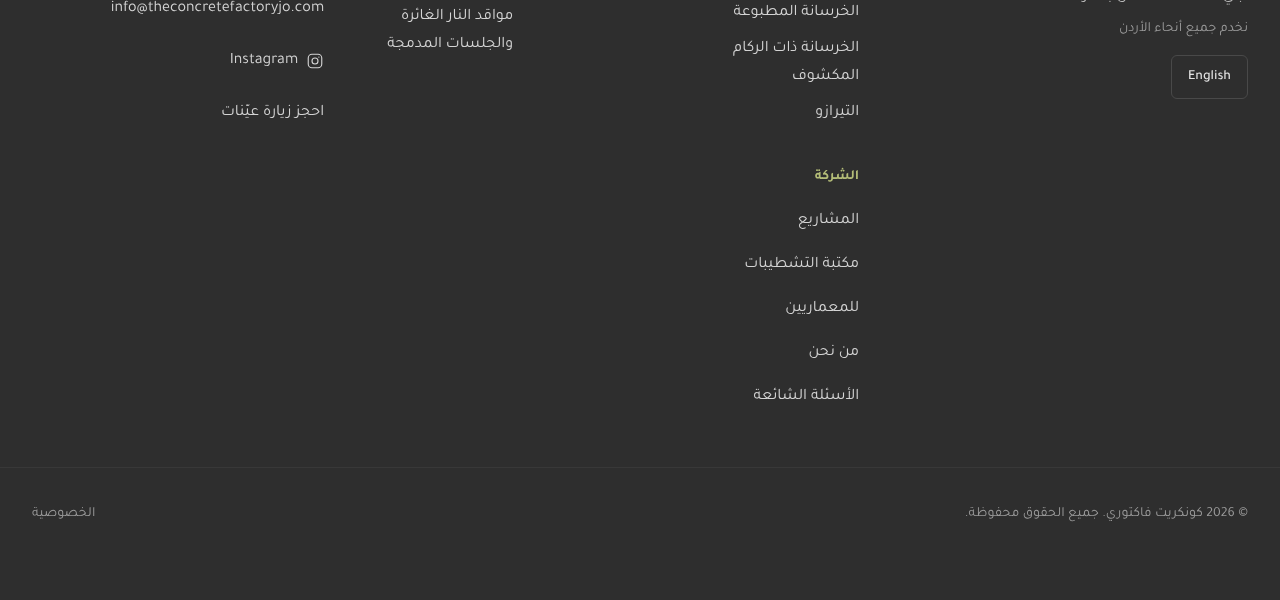 نخدم جميع أنحاء الأردن
English
الخرسانة المطبوعة
الخرسانة ذات الركام
المكشوف
التيرازو
الشركة
المشاريع
مكتبة التشطيبات
للمعماريين
من نحن
الأسئلة الشائعة
مواقد النار الغائرة
والجلسات المدمجة
info@theconcretefactoryjo.com
Instagram
احجز زيارة عيّنات
© 2026 كونكريت فاكتوري. جميع الحقوق محفوظة.
الخصوصية